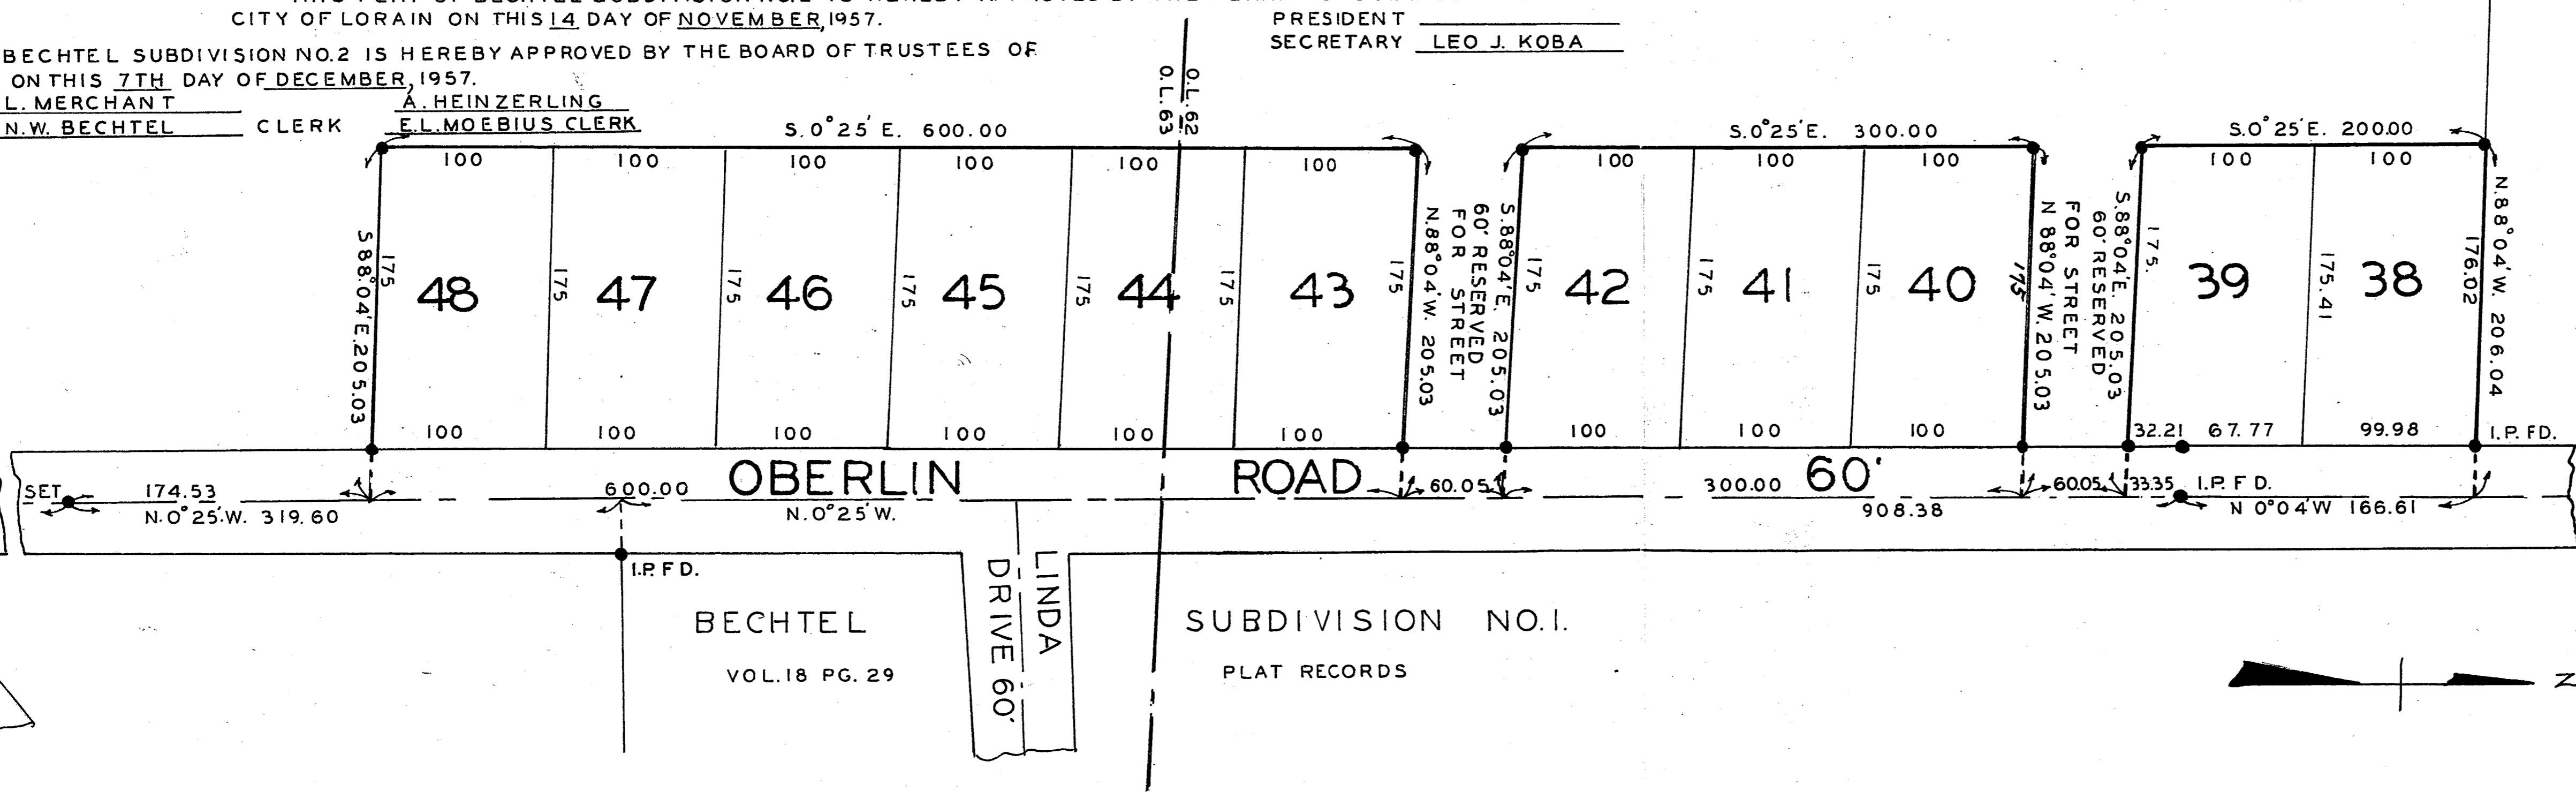 CITY OF LORAIN ON THIS 14 DAY OF NOVEMBER, 1957.
BECHTEL SUBDIVISION NO.2 IS HEREBY APPROVED BY THE BOARD OF TRUSTEES OF
ON THIS 7TH DAY OF DECEMBER, 1957.
L. MERCHANT A. HEINZERLING
N.W. BECHTEL CLERK E.L. MOEBIUS CLERK
PRESIDENT
SECRETARY LEO J. KOBA
O.L. 63
O.L. 62
S. 0° 25' E. 600.00
S.0°25'E. 300.00
S.0° 25' E. 200.00
100 100 100 100 100 100 100 100 100 100 100
S 88°04'E. 205.03
175
48
175
47
175
46
175
45
175
44
175
43
175
N.88°04'W. 205.03
FOR STREET
60' RESERVED
S.88°04'E. 205.03
175
42
175
41
175
40
175
N 88°04'W. 205.03
FOR STREET
60' RESERVED
S.88°04'E. 205.03
175.
39
175.41
38
176.02
N.88°04'W. 206.04
100 100 100 100 100 100 100 100 100 32.21 67.77 99.98 I.P. FD.
OBERLIN ROAD 60'
SET 174.53 600.00 60.05 300.00 60.05 33.35 I.P. FD.
N.0°25'.W. 319.60 N.0°25'W. 908.38 N 0°04'W 166.61
I.P. FD.
LINDA
DRIVE 60'
BECHTEL SUBDIVISION NO.1.
VOL.18 PG. 29 PLAT RECORDS